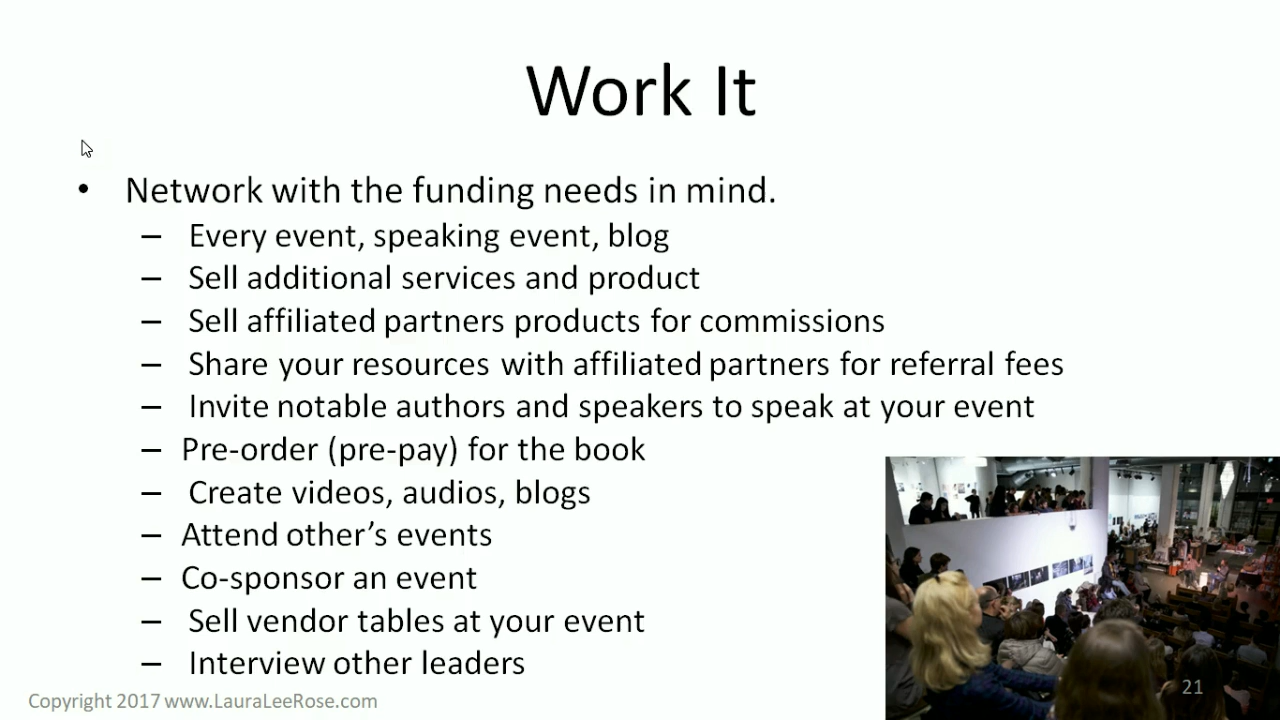 Work It
• Network with the funding needs in mind.
– Every event, speaking event, blog
– Sell additional services and product
– Sell affiliated partners products for commissions
– Share your resources with affiliated partners for referral fees
– Invite notable authors and speakers to speak at your event
– Pre-order (pre-pay) for the book
– Create videos, audios, blogs
– Attend other’s events
– Co-sponsor an event
– Sell vendor tables at your event
– Interview other leaders
Copyright 2017 www.LauraLeeRose.com
21